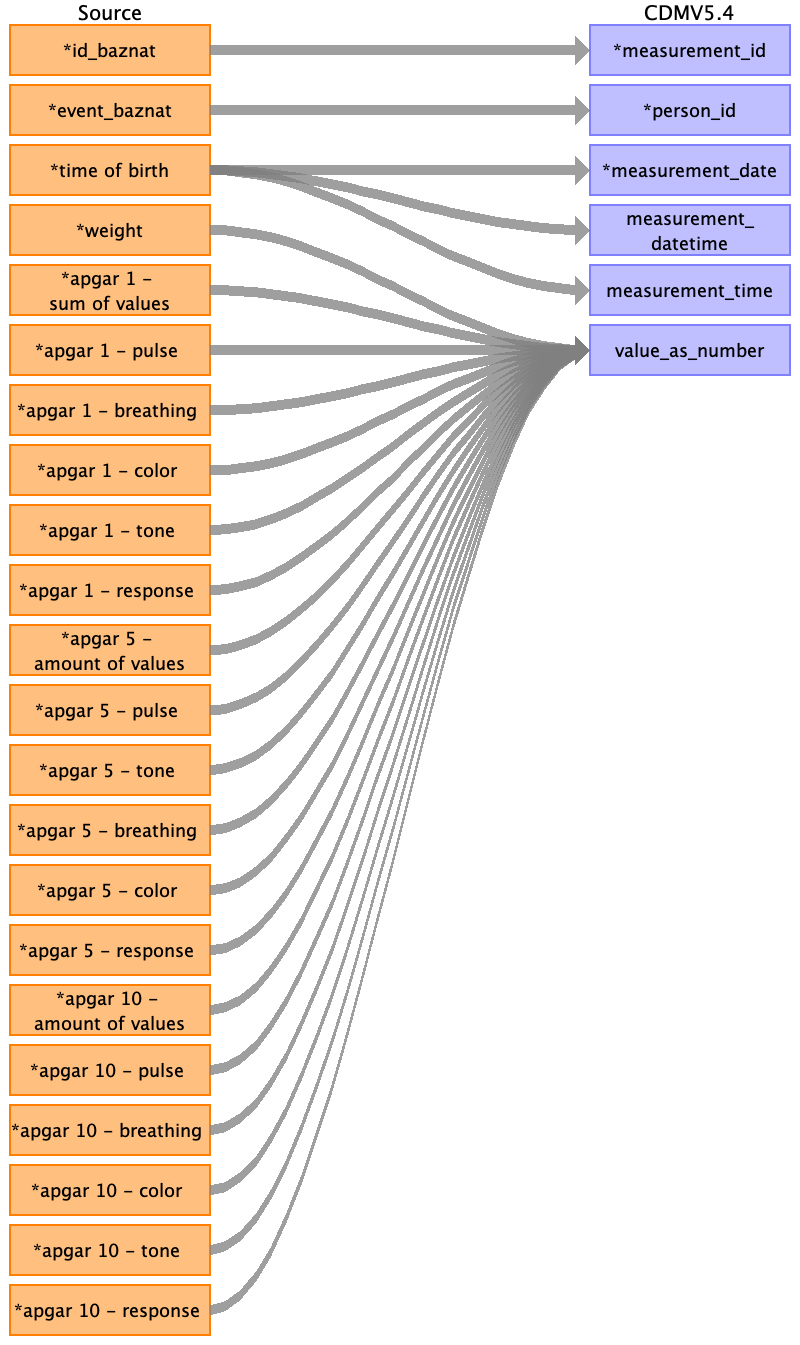 Source
CDMV5.4
*id_baznat
*measurement_id
*event_baznat
*person_id
*time of birth
*measurement_date
*weight
measurement_
datetime
*apgar 1 –
sum of values
measurement_time
*apgar 1 – pulse
value_as_number
*apgar 1 – breathing
*apgar 1 – color
*apgar 1 – tone
*apgar 1 – response
*apgar 5 –
amount of values
*apgar 5 – pulse
*apgar 5 – tone
*apgar 5 – breathing
*apgar 5 – color
*apgar 5 – response
*apgar 10 –
amount of values
*apgar 10 – pulse
*apgar 10 – breathing
*apgar 10 – color
*apgar 10 – tone
*apgar 10 – response